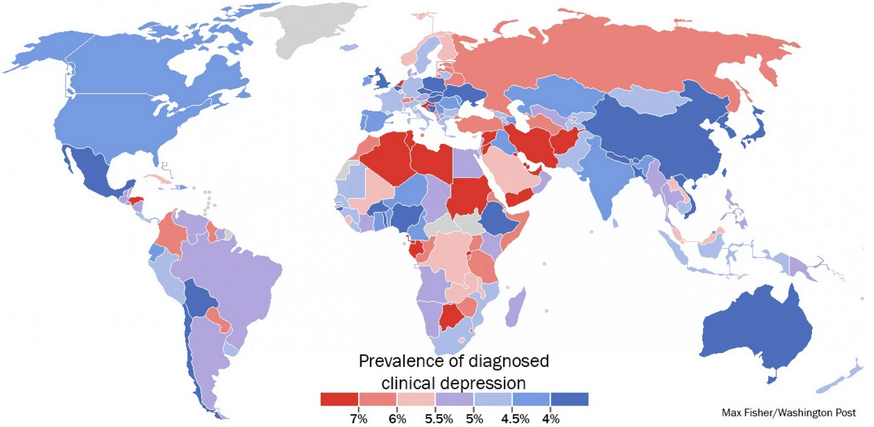 Prevalence of diagnosed
clinical depression
7% 6% 5.5% 5% 4.5% 4%
Max Fisher/Washington Post